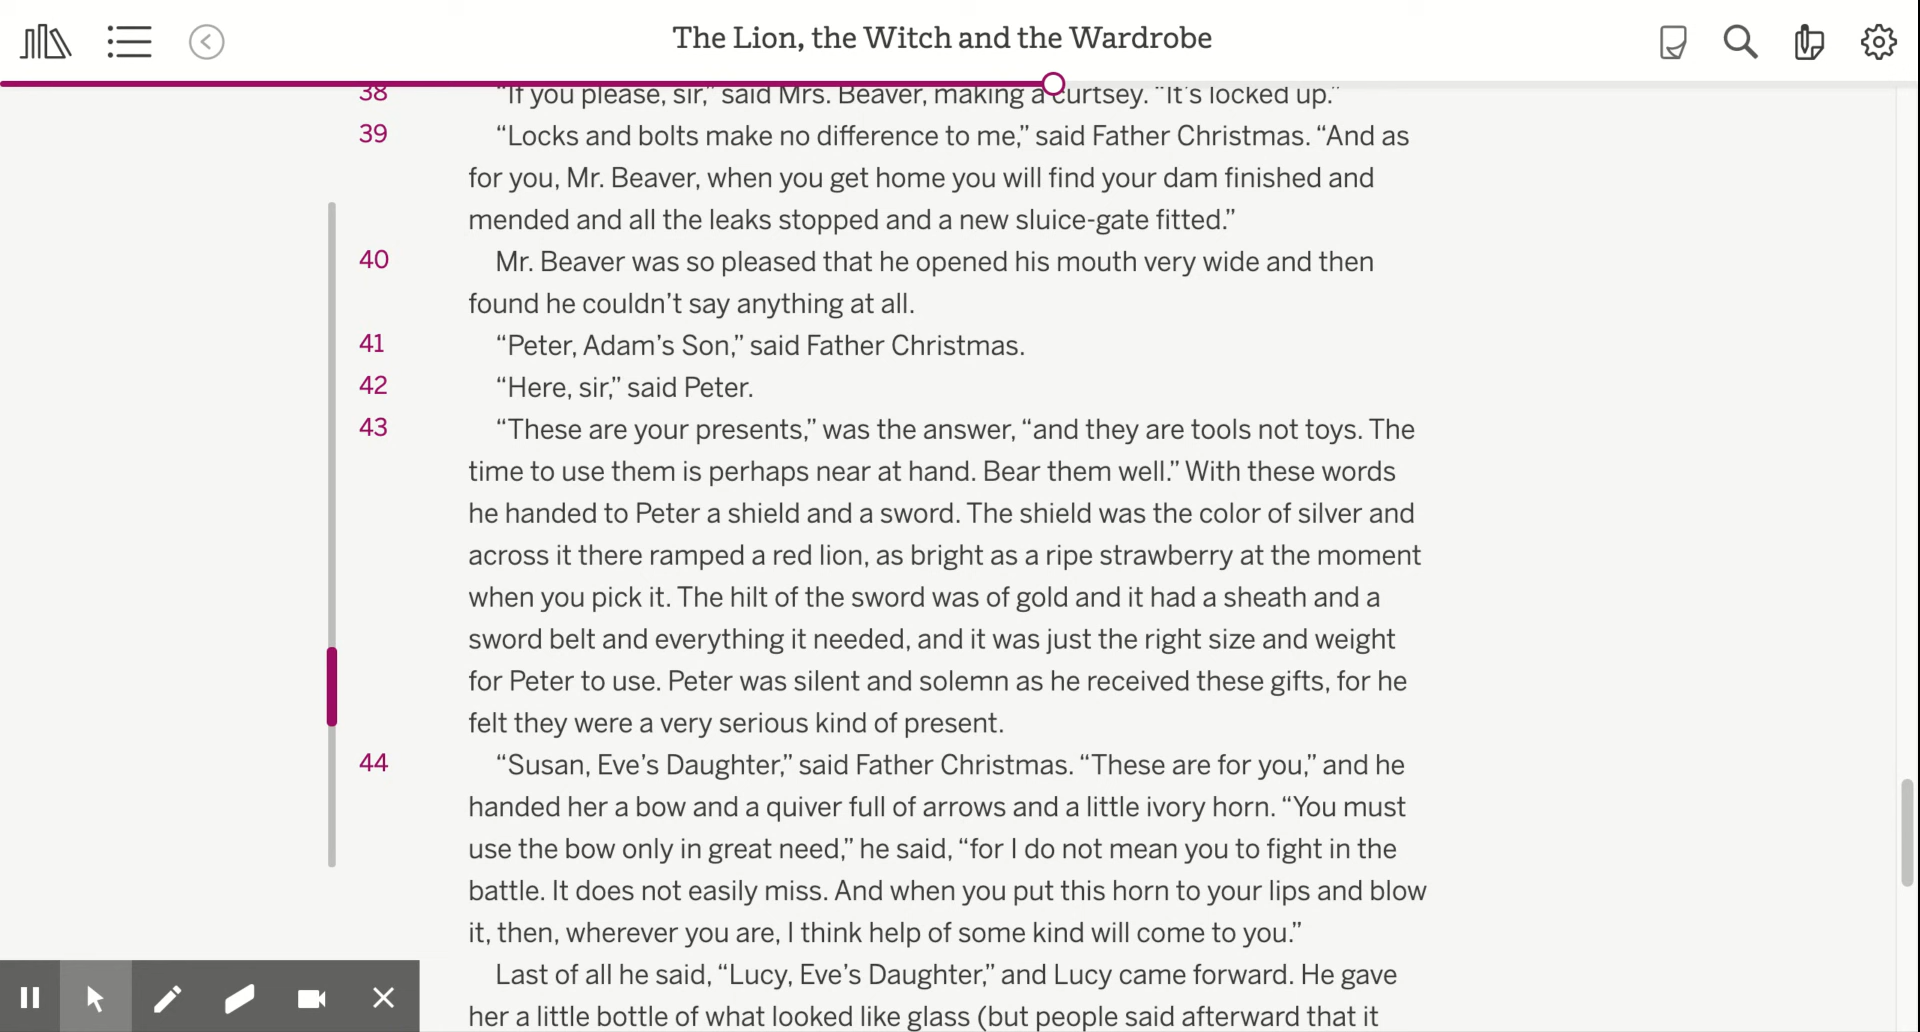 The Lion, the Witch and the Wardrobe
38 “If you please, sir,” said Mrs. Beaver, making a curtsey. “It’s locked up.”
39 “Locks and bolts make no difference to me,” said Father Christmas. “And as
for you, Mr. Beaver, when you get home you will find your dam finished and
mended and all the leaks stopped and a new sluice-gate fitted.”
40 Mr. Beaver was so pleased that he opened his mouth very wide and then
found he couldn’t say anything at all.
41 “Peter, Adam’s Son,” said Father Christmas.
42 “Here, sir,” said Peter.
43 “These are your presents,” was the answer, “and they are tools not toys. The
time to use them is perhaps near at hand. Bear them well.” With these words
he handed to Peter a shield and a sword. The shield was the color of silver and
across it there ramped a red lion, as bright as a ripe strawberry at the moment
when you pick it. The hilt of the sword was of gold and it had a sheath and a
sword belt and everything it needed, and it was just the right size and weight
for Peter to use. Peter was silent and solemn as he received these gifts, for he
felt they were a very serious kind of present.
44 “Susan, Eve’s Daughter,” said Father Christmas. “These are for you,” and he
handed her a bow and a quiver full of arrows and a little ivory horn. “You must
use the bow only in great need,” he said, “for I do not mean you to fight in the
battle. It does not easily miss. And when you put this horn to your lips and blow
it, then, wherever you are, I think help of some kind will come to you.”
Last of all he said, “Lucy, Eve’s Daughter,” and Lucy came forward. He gave
her a little bottle of what looked like glass (but people said afterward that it